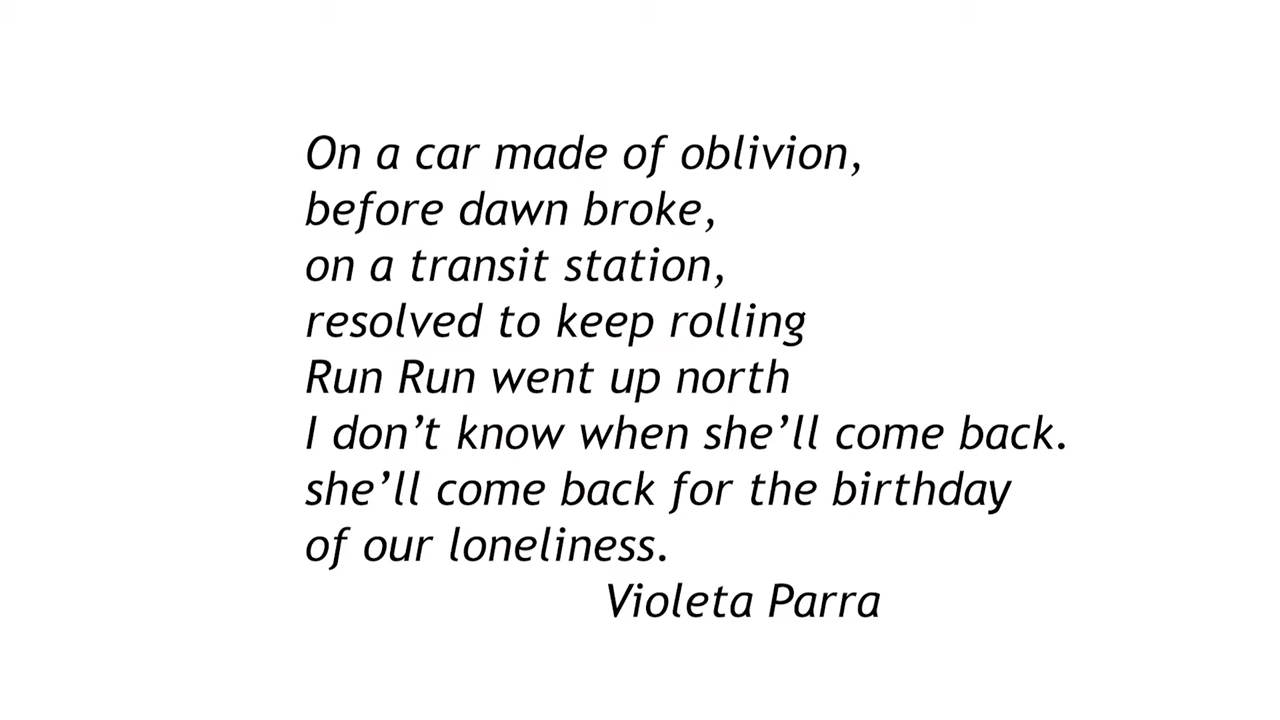 On a car made of oblivion,
before dawn broke,
on a transit station,
resolved to keep rolling
Run Run went up north
I don’t know when she’ll come back.
she’ll come back for the birthday
of our loneliness.
Violeta Parra